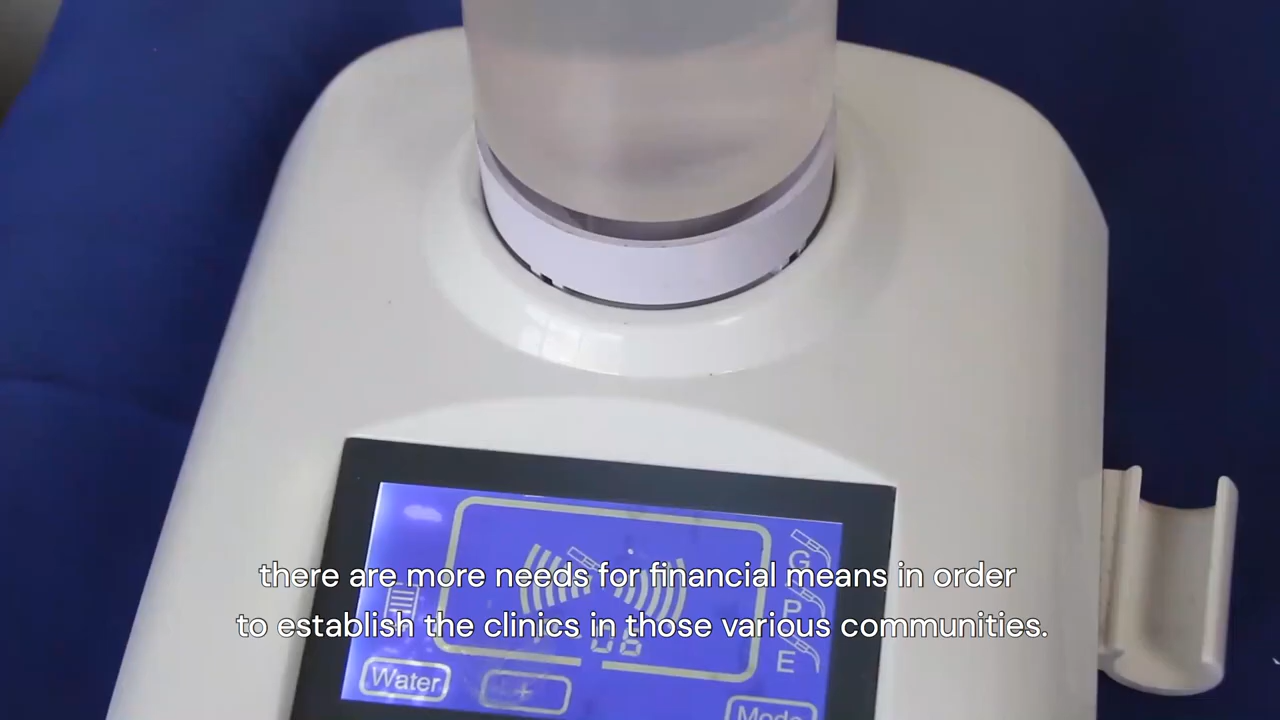 G
there are more needs for financial means in order
P
to establish the clinics in those various communities.
06
E
Water
+
Mode